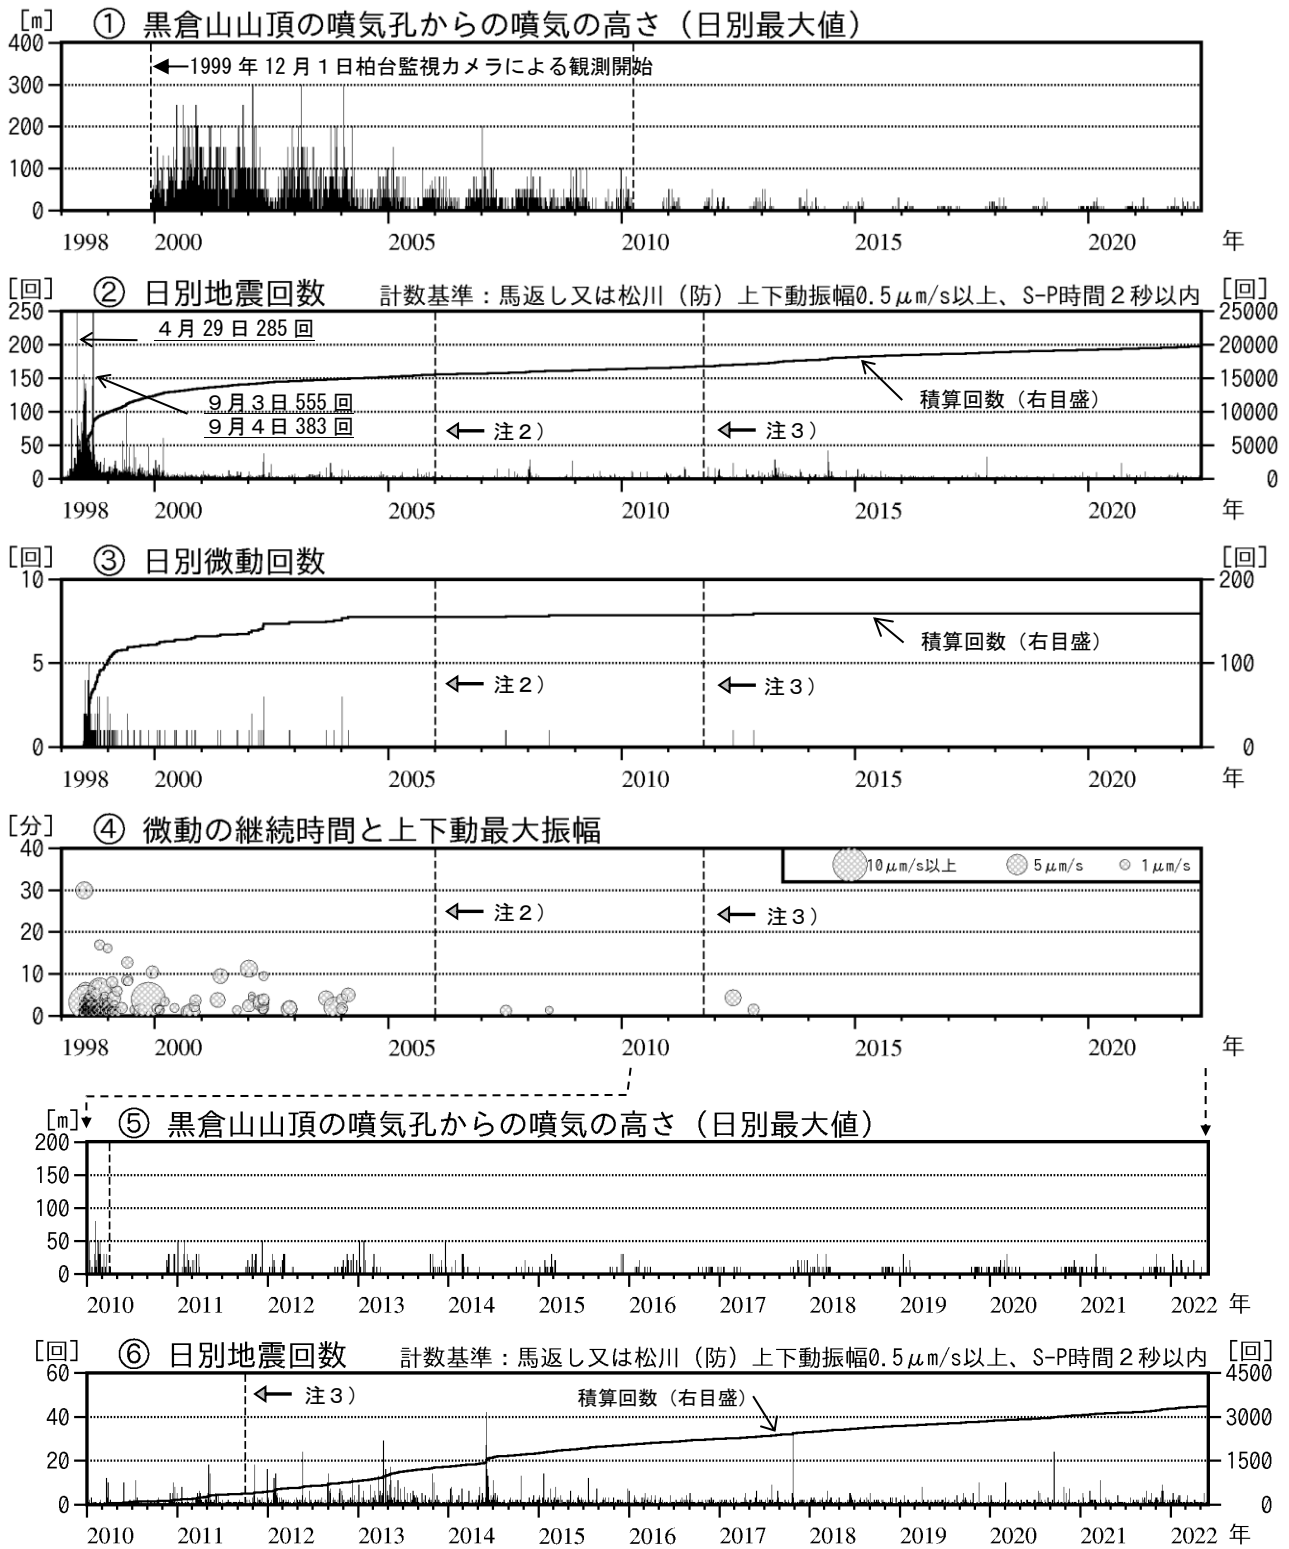 [m] ① 黒倉山山頂の噴気孔からの噴気の高さ（日別最大値）
400
300
200
100
0
←1999 年 12 月 1 日柏台監視カメラによる観測開始
1998 2000 2005 2010 2015 2020 年
[回] ② 日別地震回数 計数基準：馬返し又は松川（防）上下動振幅0.5μm/s以上、S-P時間２秒以内 [回]
250 25000
200 20000
150 15000
100 10000
50 5000
0 0
４月 29 日 285 回
９月３日 555 回
９月４日 383 回
積算回数（右目盛）
注２）
注３）
1998 2000 2005 2010 2015 2020 年
[回] ③ 日別微動回数 [回]
10 200
5 100
0 0
積算回数（右目盛）
注２）
注３）
1998 2000 2005 2010 2015 2020 年
[分] ④ 微動の継続時間と上下動最大振幅
40
30
20
10
0
10μm/s以上 5μm/s 1μm/s
注２）
注３）
1998 2000 2005 2010 2015 2020 年
[m] ⑤ 黒倉山山頂の噴気孔からの噴気の高さ（日別最大値）
200
150
100
50
0
2010 2011 2012 2013 2014 2015 2016 2017 2018 2019 2020 2021 2022 年
[回] ⑥ 日別地震回数 計数基準：馬返し又は松川（防）上下動振幅0.5μm/s以上、S-P時間２秒以内 [回]
60 4500
40 3000
20 1500
0 0
注３）
積算回数（右目盛）
2010 2011 2012 2013 2014 2015 2016 2017 2018 2019 2020 2021 2022 年